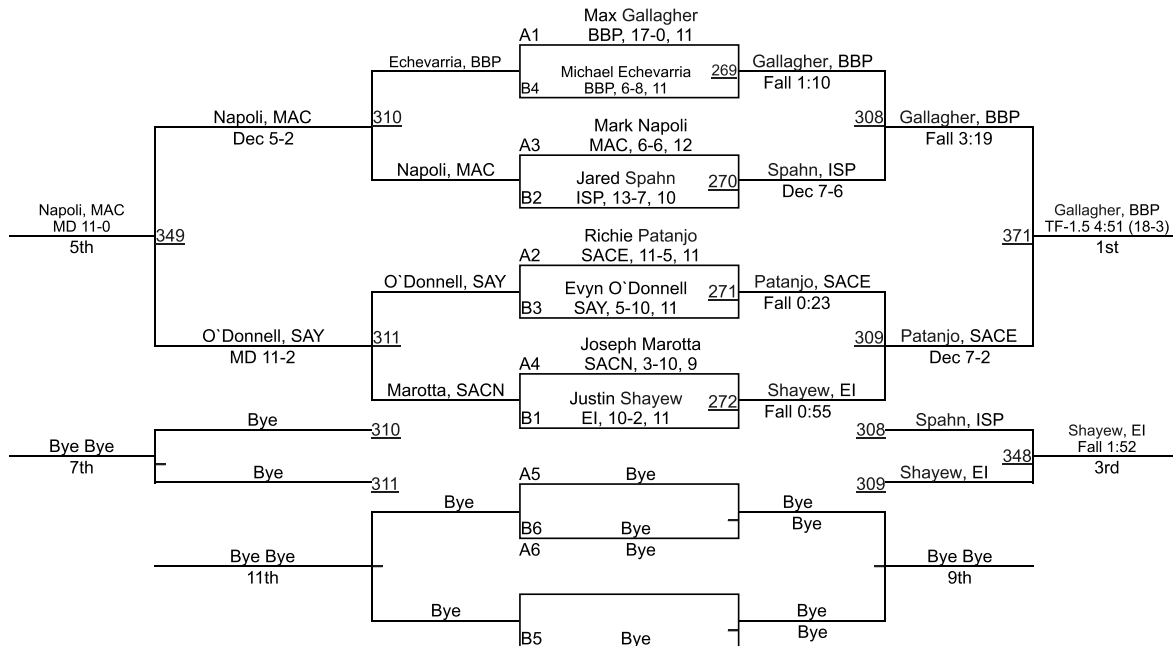 Max Gallagher
A1 BBP, 17-0, 11
Echevarria, BBP
Michael Echevarria 269
B4 BBP, 6-8, 11
Gallagher, BBP
Fall 1:10
Napoli, MAC 310
Dec 5-2
Mark Napoli
A3 MAC, 6-6, 12
308 Gallagher, BBP
Fall 3:19
Napoli, MAC
Jared Spahn 270
B2 ISP, 13-7, 10
Spahn, ISP
Dec 7-6
Napoli, MAC
MD 11-0
5th
349
Richie Patanjo
A2 SACE, 11-5, 11
371
Gallagher, BBP
TF-1.5 4:51 (18-3)
1st
O`Donnell, SAY
Evyn O`Donnell 271
B3 SAY, 5-10, 11
Patanjo, SACE
Fall 0:23
O`Donnell, SAY 311
MD 11-2
Joseph Marotta
A4 SACN, 3-10, 9
309 Patanjo, SACE
Dec 7-2
Marotta, SACN
Justin Shayew 272
B1 EI, 10-2, 11
Shayew, EI
Fall 0:55
Bye 310
308 Spahn, ISP
Bye Bye
7th
348
Shayew, EI
Fall 1:52
3rd
Bye 311
309 Shayew, EI
A5 Bye
Bye
B6 Bye
Bye
Bye
A6 Bye
Bye Bye
11th
Bye Bye
9th
Bye
B5 Bye
Bye
Bye